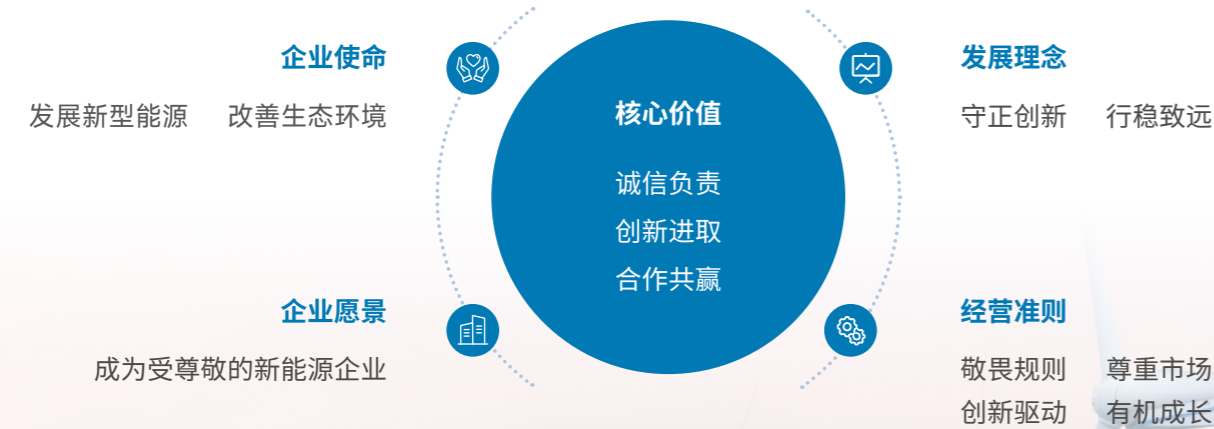 企业使命
发展新型能源 改善生态环境
企业愿景
成为受尊敬的新能源企业
核心价值
诚信负责
创新进取
合作共赢
发展理念
守正创新 行稳致远
经营准则
敬畏规则 尊重市场
创新驱动 有机成长